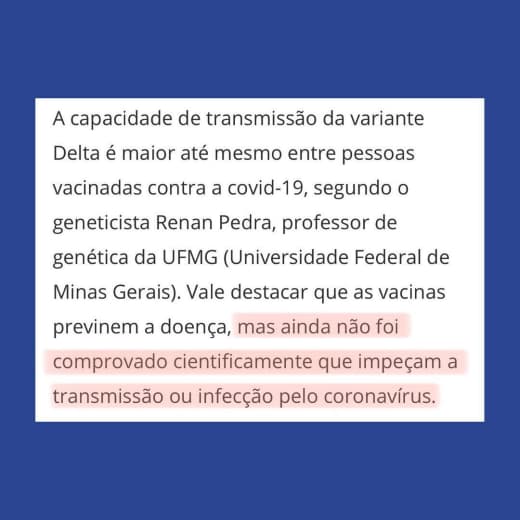 A capacidade de transmissão da variante
Delta é maior até mesmo entre pessoas
vacinadas contra a covid-19, segundo o
geneticista Renan Pedra, professor de
genética da UFMG (Universidade Federal de
Minas Gerais). Vale destacar que as vacinas
previnem a doença, mas ainda não foi
comprovado cientificamente que impeçam a
transmissão ou infecção pelo coronavírus.